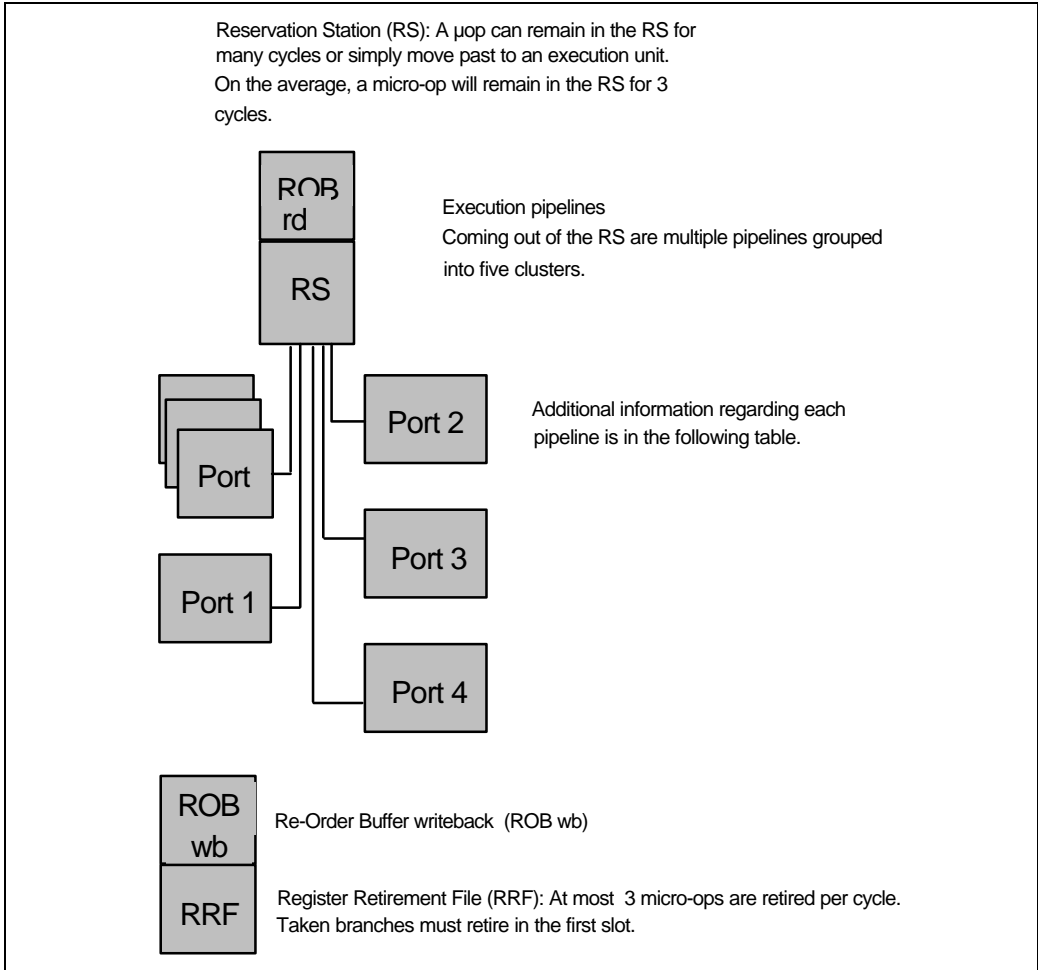 Reservation Station (RS): A µop can remain in the RS for
many cycles or simply move past to an execution unit.
On the average, a micro-op will remain in the RS for 3
cycles.
ROB
rd
Execution pipelines
Coming out of the RS are multiple pipelines grouped
into five clusters.
RS
Port 2
Additional information regarding each
pipeline is in the following table.
Port
Port 3
Port 1
Port 4
ROB
wb
Re-Order Buffer writeback (ROB wb)
RRF
Register Retirement File (RRF): At most 3 micro-ops are retired per cycle.
Taken branches must retire in the first slot.